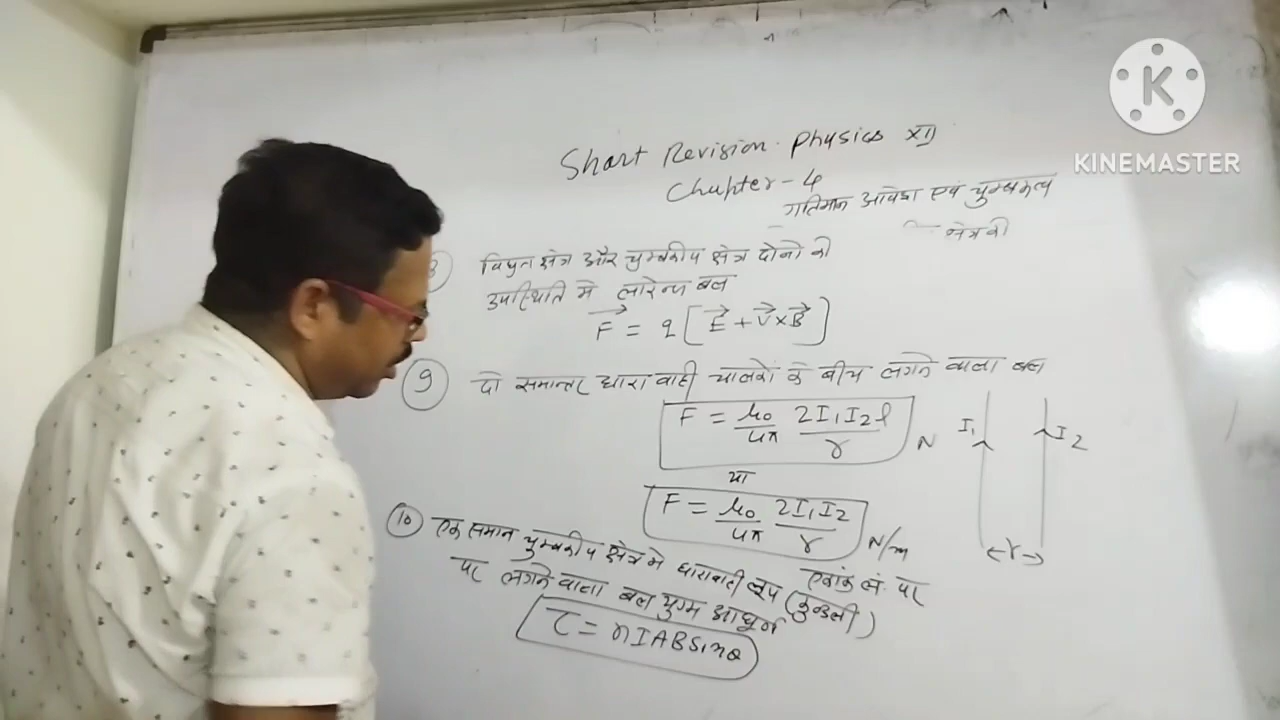 K
KINEMASTER
Short Revision. Physics XII
Chapter-4
गतिमान आवेश एवं चुम्बकत्व
विद्युत क्षेत्र और चुम्बकीय क्षेत्र दोनो की
उपस्थिति मे लारेन्ज बल
F⃗ = q [E⃗ + V⃗ × B⃗]
9 दो समान्तर धारावाही चालको के बीच लगने वाला बल
F = μ₀/4π 2I₁I₂l/r N
I₁ I₂
या
F = μ₀/4π 2I₁I₂/r N/m
r
एकांक लं. पर
10 एक समान चुम्बकीय क्षेत्र मे धारावाही लूप (कुन्डली)
पर लगने वाला बल युग्म आघूर्ण
τ = nIABSinθ